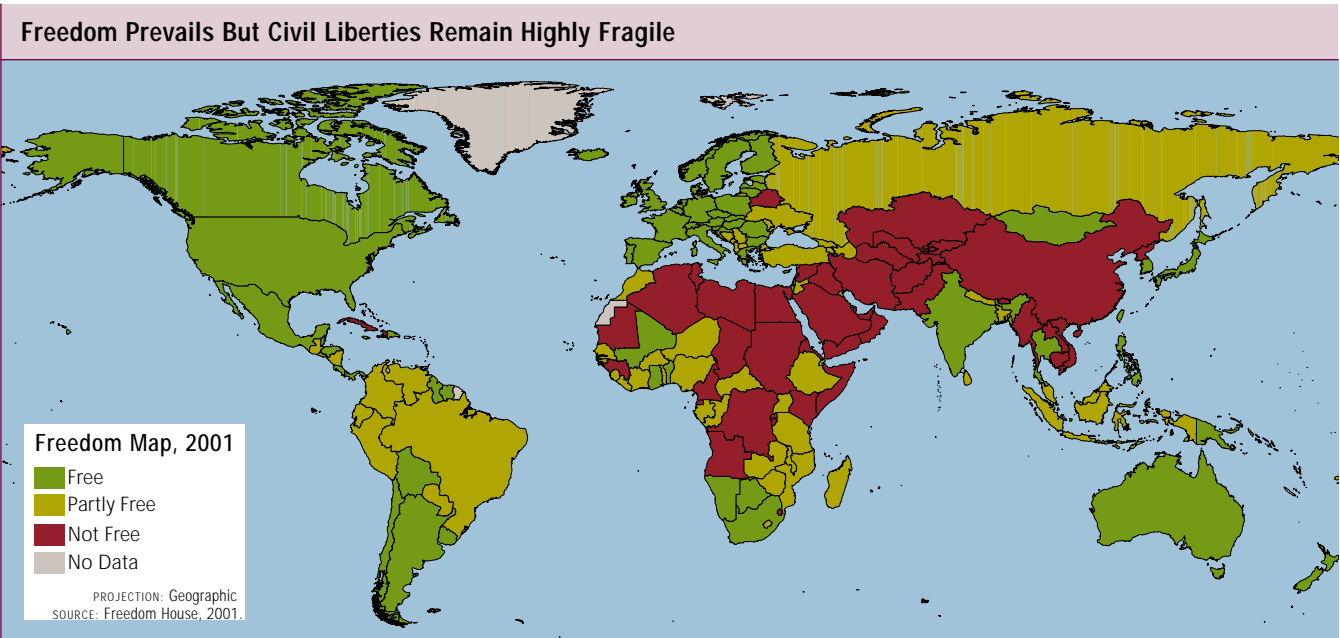 Freedom Prevails But Civil Liberties Remain Highly Fragile
Freedom Map, 2001
Free
Partly Free
Not Free
No Data
PROJECTION: Geographic
SOURCE: Freedom House, 2001.